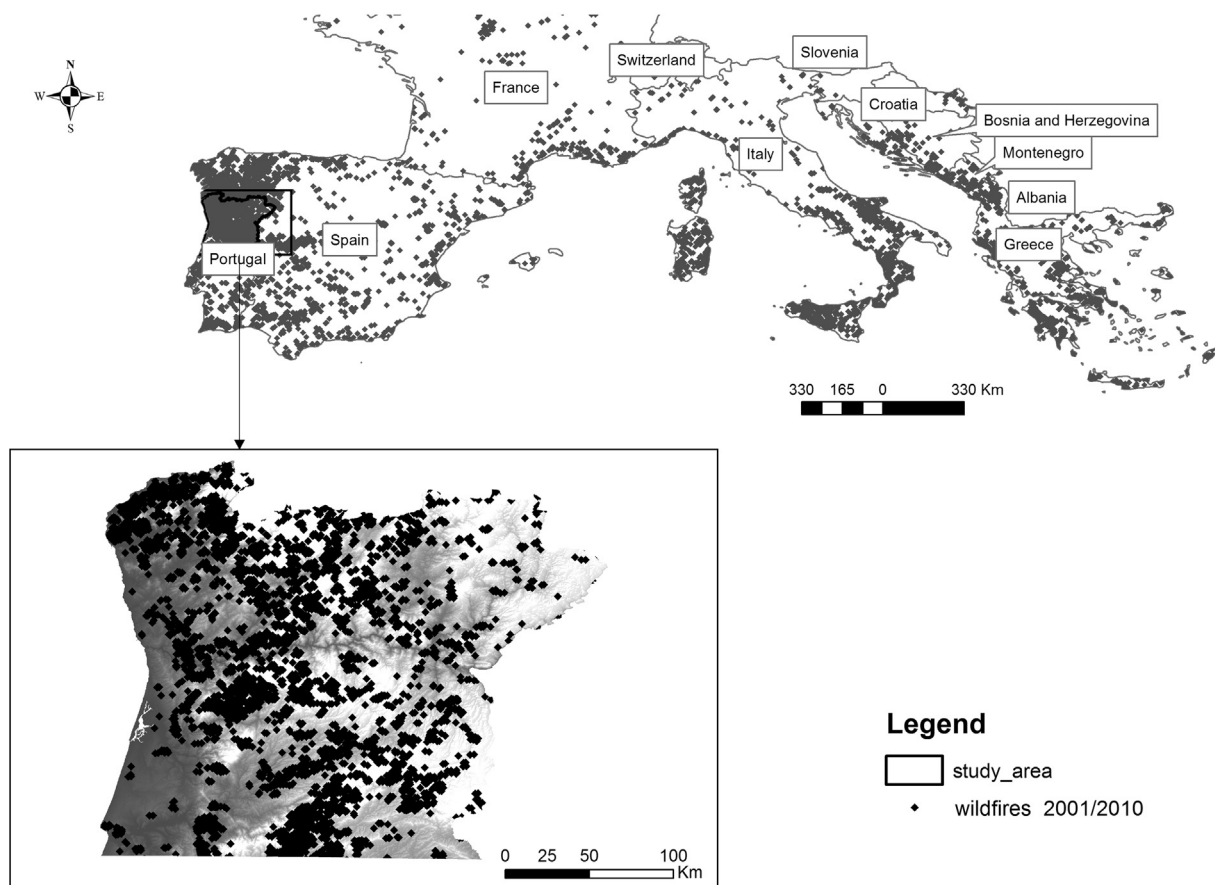 Slovenia
Switzerland
N
France
W E
Croatia
S
Bosnia and Herzegovina
Montenegro
Italy
Albania
Spain
Greece
Portugal
330 165 0 330 Km
Legend
study_area
wildfires 2001/2010
0 25 50 100
Km